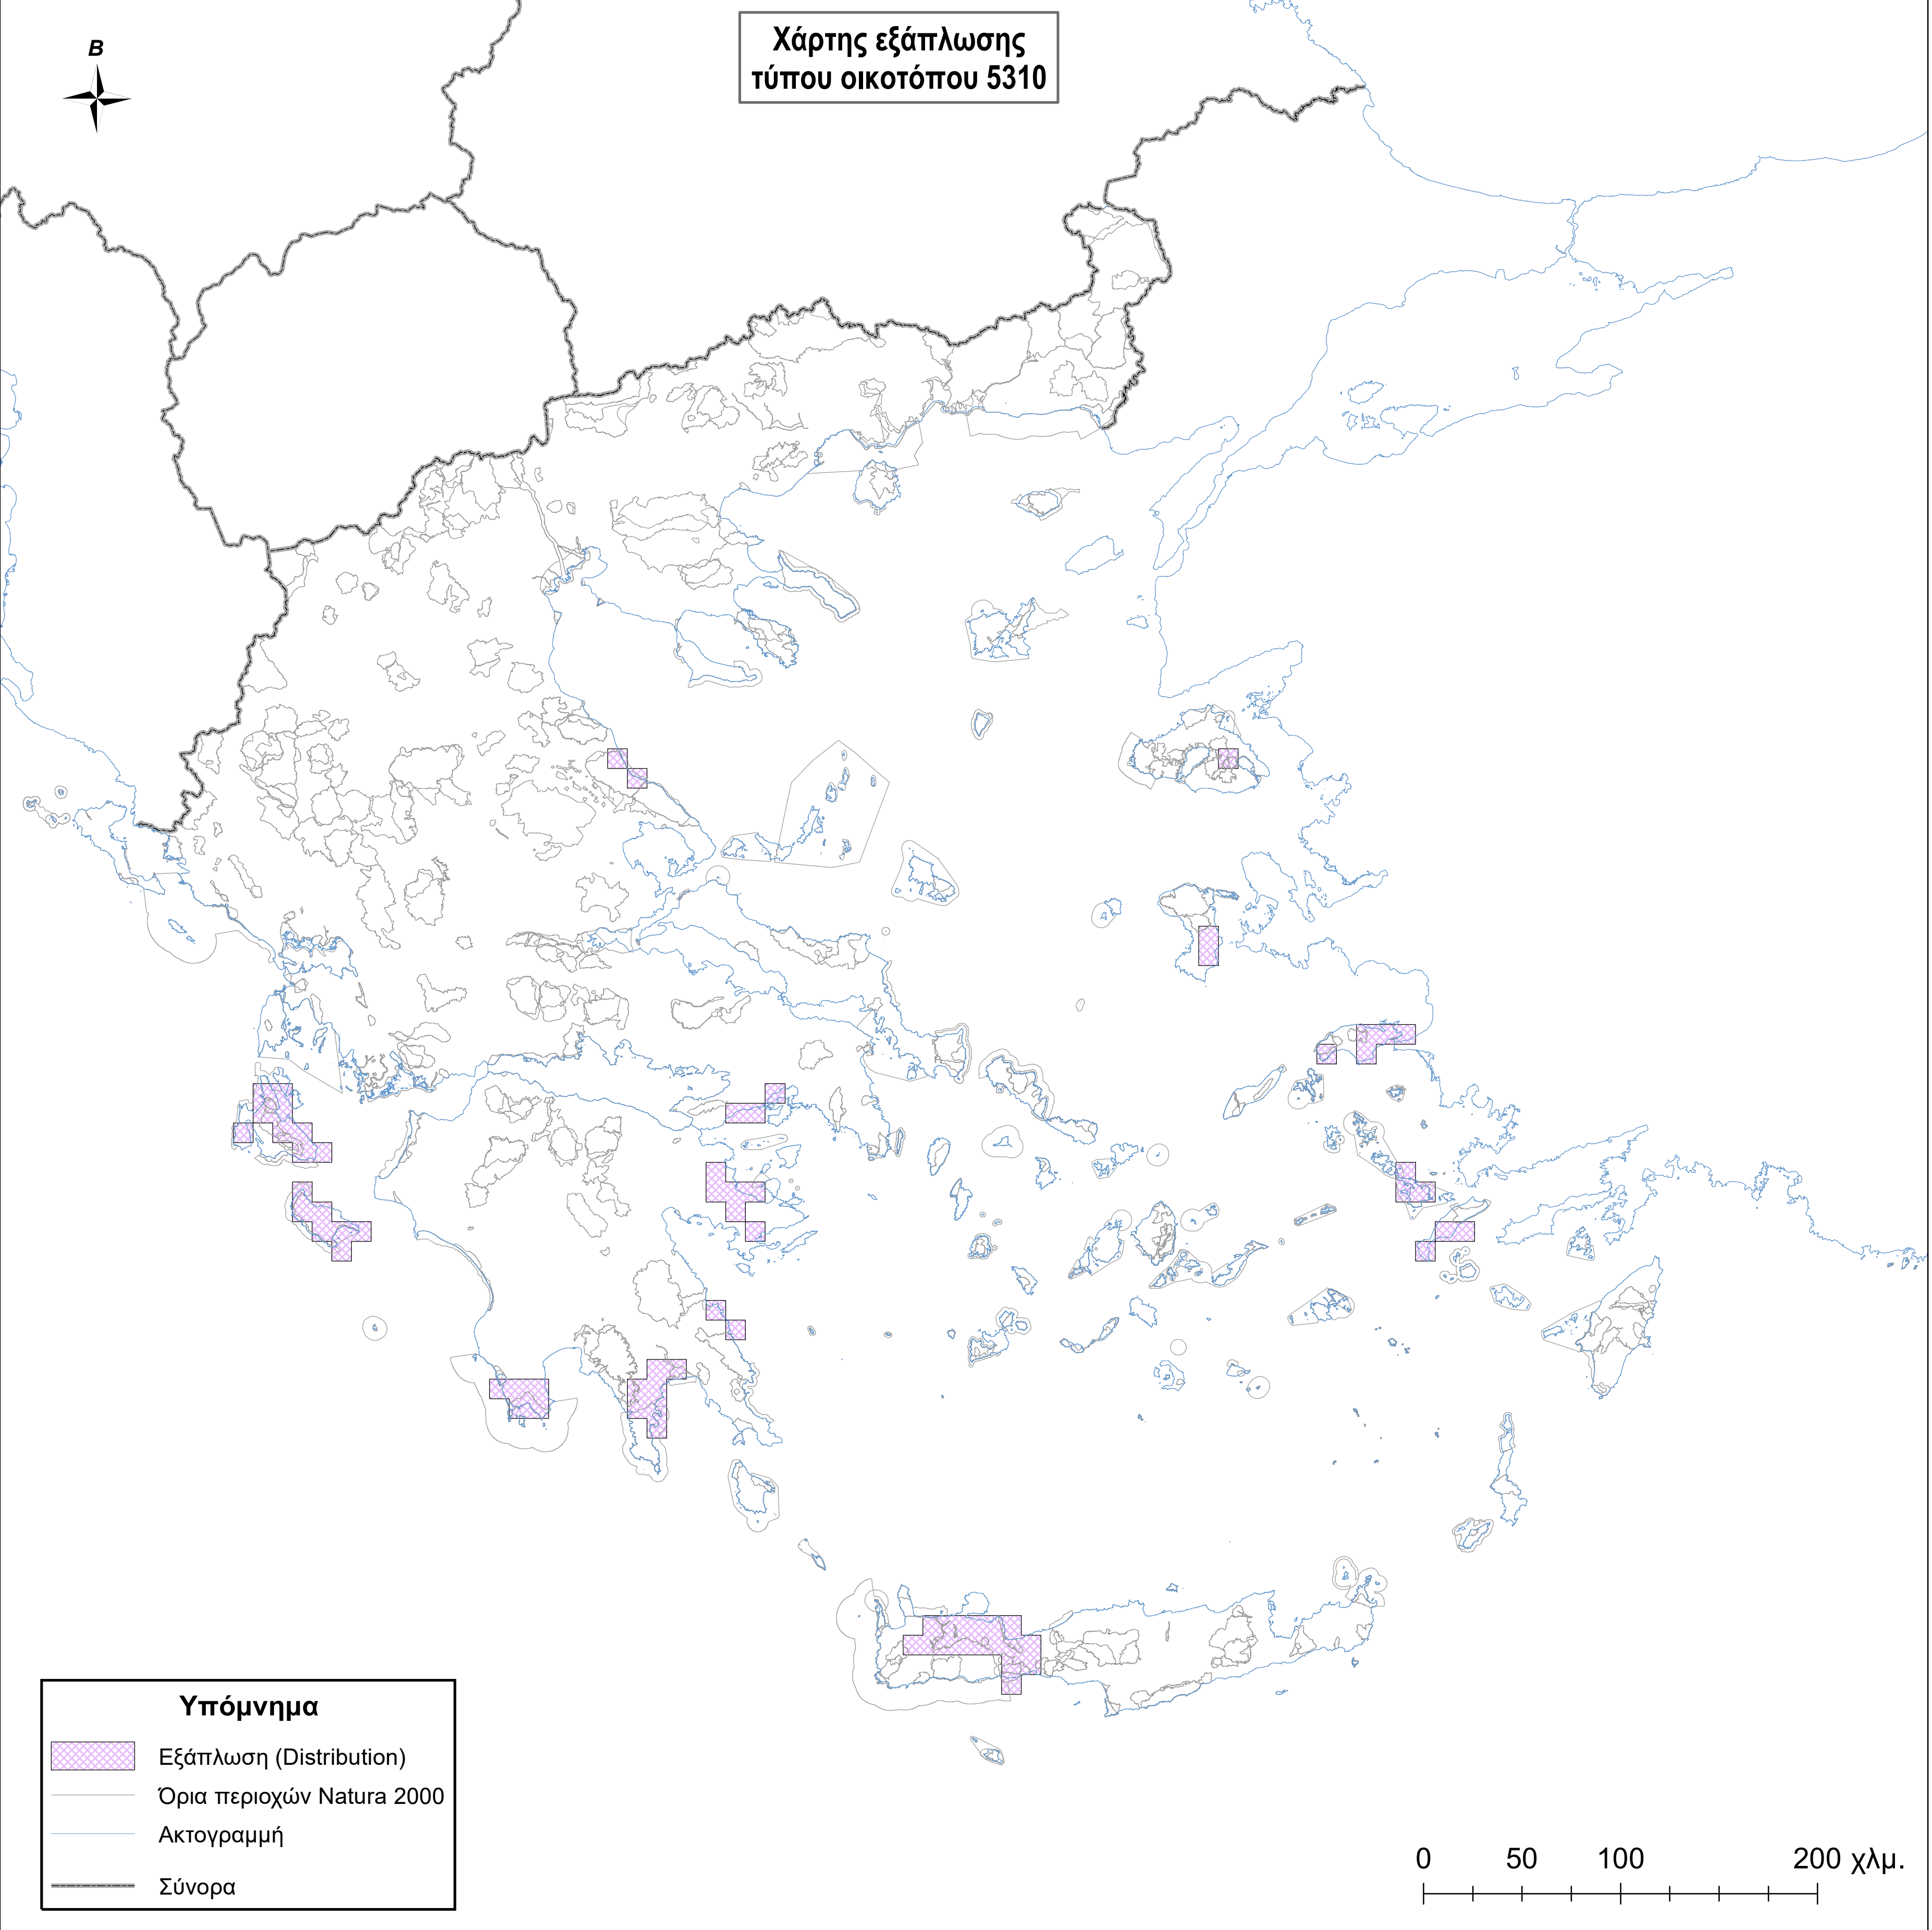 Χάρτης εξάπλωσης
τύπου οικοτόπου 5310
Β
Υπόμνημα
Εξάπλωση (Distribution)
Όρια περιοχών Natura 2000
Ακτογραμμή
Σύνορα
0 50 100 200 χλμ.